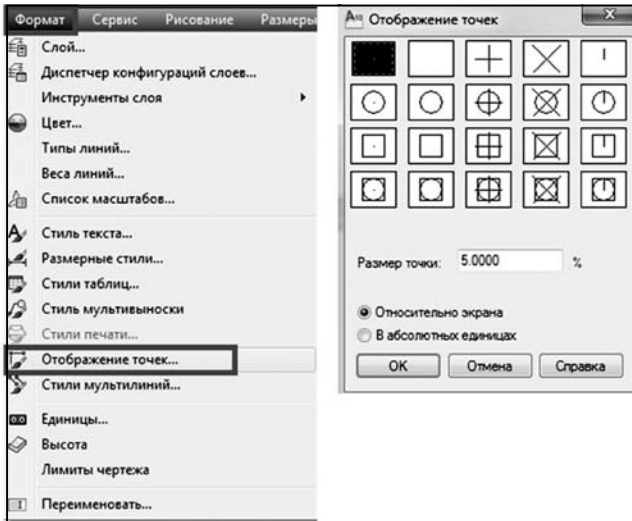 Формат Сервис Рисование Размеры
Слой...
Диспетчер конфигураций слоев...
Инструменты слоя
Цвет...
Типы линий...
Веса линий...
Список масштабов...
Стиль текста...
Размерные стили...
Стили таблиц...
Стиль мультивыноски
Стили печати...
Отображение точек...
Стили мультилиний...
0.0 Единицы...
Высота
Лимиты чертежа
Переименовать...
Отображение точек
Размер точки: 5.0000 %
Относительно экрана
В абсолютных единицах
OK Отмена Справка